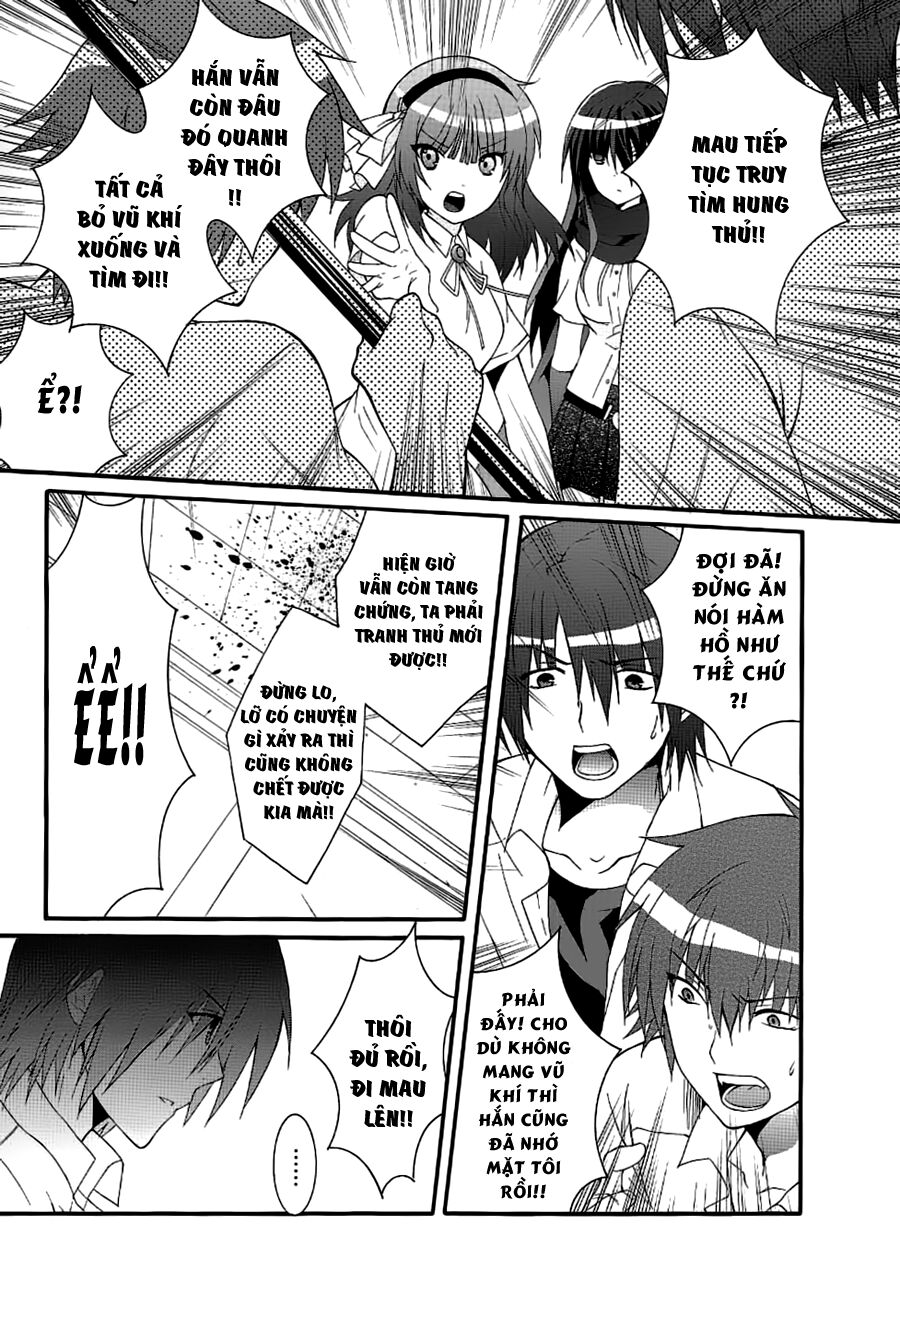 MAU TIẾP
TỤC TRUY
TÌM HUNG
THỦ!!
HẮN VẪN
CÒN ĐÂU
ĐÓ QUANH
ĐÂY THÔI
!!
TẤT CẢ
BỎ VŨ KHÍ
XUỐNG VÀ
TÌM ĐI!!
Ể?!
ĐỢI ĐÃ!
ĐỪNG ĂN
NÓI HÀM
HỒ NHƯ
THẾ CHỨ
?!
PHẢI
ĐẤY! CHO
DÙ KHÔNG
MANG VŨ
KHÍ THÌ
HẮN CŨNG
ĐÃ NHỚ
MẶT TÔI
RỒI!!
HIỆN GIỜ
VẪN CÒN TANG
CHỨNG, TA PHẢI
TRANH THỦ MỚI
ĐƯỢC!!
ĐỪNG LO,
LỠ CÓ CHUYỆN
GÌ XẢY RA THÌ
CŨNG KHÔNG
CHẾT ĐƯỢC
KIA MÀ!!
ỂỂ!!
THÔI
ĐỦ RỒI,
ĐI MAU
LÊN!!
......